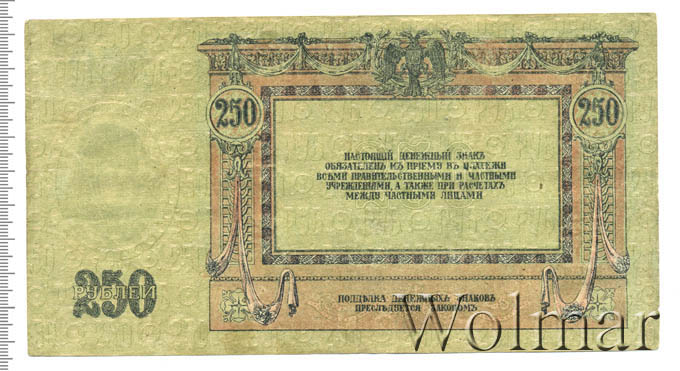 250
250
НАСТОЯЩІЙ ДЕНЕЖНЫЙ ЗНАКЪ
ОБЯЗАТЕЛЕНЪ КЪ ПРІЕМУ ВЪ ПЛАТЕЖИ
ВСѢМИ ПРАВИТЕЛЬСТВЕННЫМИ И ЧАСТНЫМИ
УЧРЕЖДЕНІЯМИ, А ТАКЖЕ ПРИ РАСЧЕТАХЪ
МЕЖДУ ЧАСТНЫМИ ЛИЦАМИ
250
РУБЛЕЙ
ПОДДѢЛКА ДЕНЕЖНЫХЪ ЗНАКОВЪ
ПРЕСЛѢДУЕТСЯ ЗАКОНОМЪ.
Wolmar